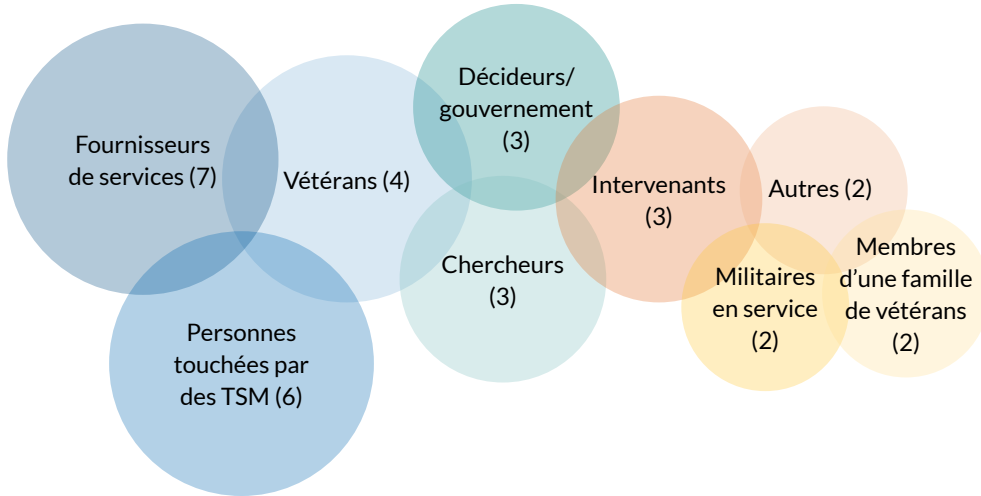 Fournisseurs
de services (7)
Vétérans (4)
Décideurs/
gouvernement
(3)
Intervenants
(3)
Autres (2)
Personnes
touchées par
des TSM (6)
Chercheurs
(3)
Militaires
en service
(2)
Membres
d'une famille
de vétérans
(2)